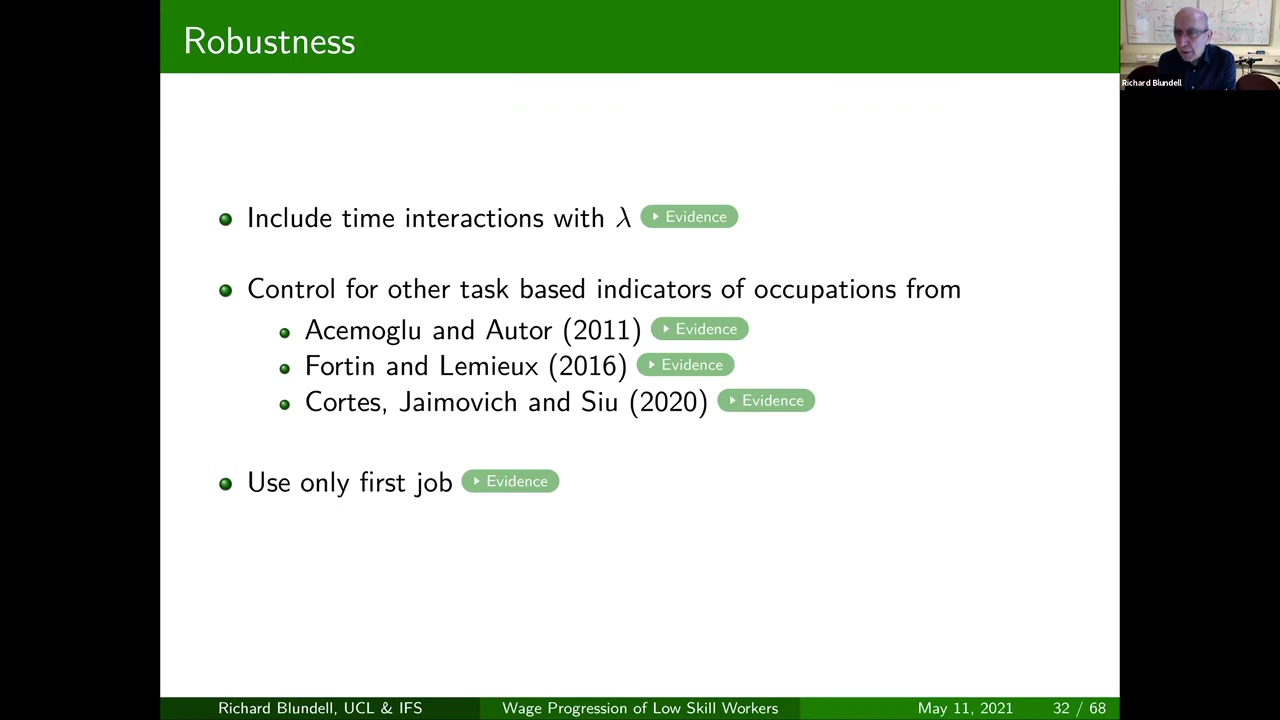 Robustness
Richard Blundell
Include time interactions with λ Evidence
Control for other task based indicators of occupations from
Acemoglu and Autor (2011) Evidence
Fortin and Lemieux (2016) Evidence
Cortes, Jaimovich and Siu (2020) Evidence
Use only first job Evidence
Richard Blundell, UCL & IFS Wage Progression of Low Skill Workers May 11, 2021 32 / 68